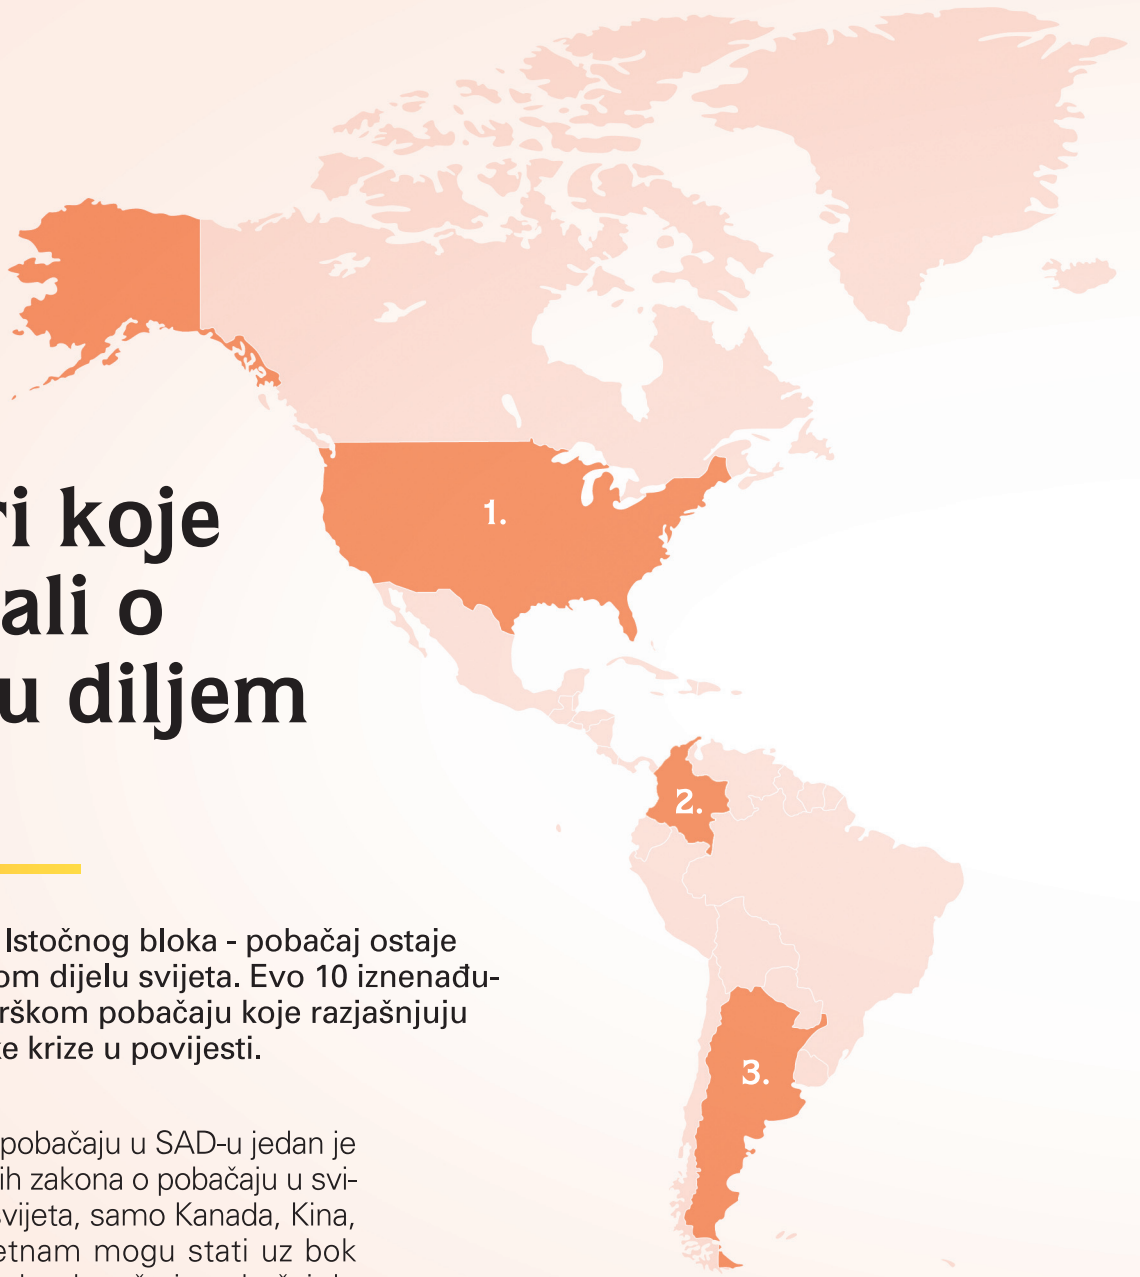 ri koje
ali o
u diljem
Istočnog bloka - pobačaj ostaje
om dijelu svijeta. Evo 10 iznenađu-
rškom pobačaju koje razjašnjuju
ke krize u povijesti.
pobačaju u SAD-u jedan je
ih zakona o pobačaju u svi-
svijeta, samo Kanada, Kina,
etnam mogu stati uz bok
1.
2.
3.